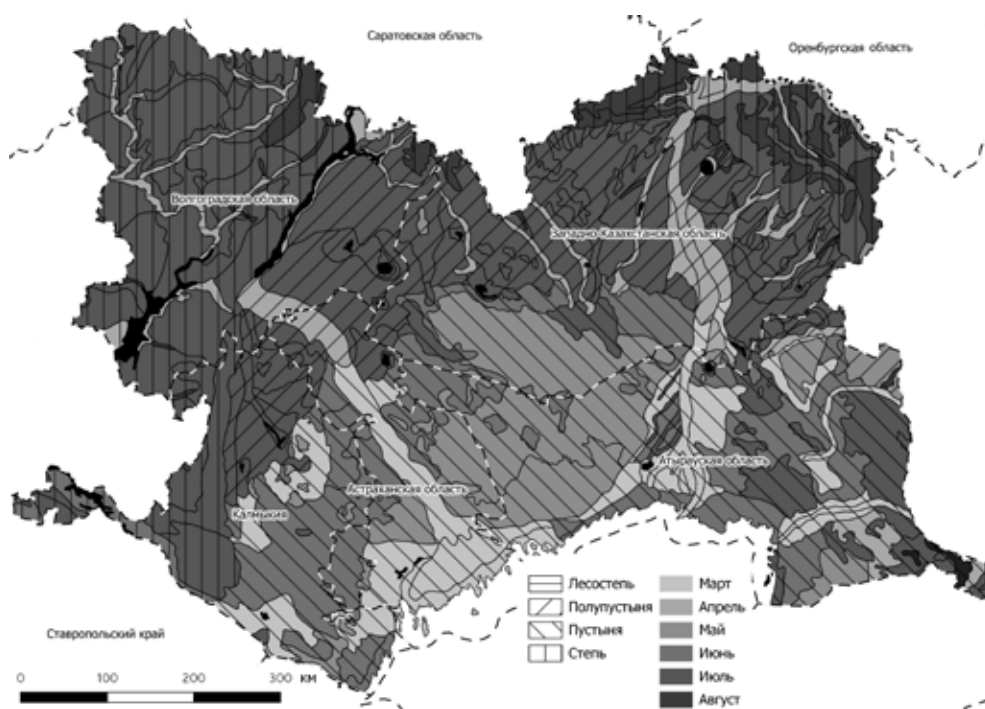 Саратовская область
Оренбургская область
Волгоградская область
Западно-Казахстанская область
Атырауская область
Астраханская область
Калмыкия
Ставропольский край
0 100 200 300 км
Лесостепь
Полупустыня
Пустыня
Степь
Март
Апрель
Май
Июнь
Июль
Август